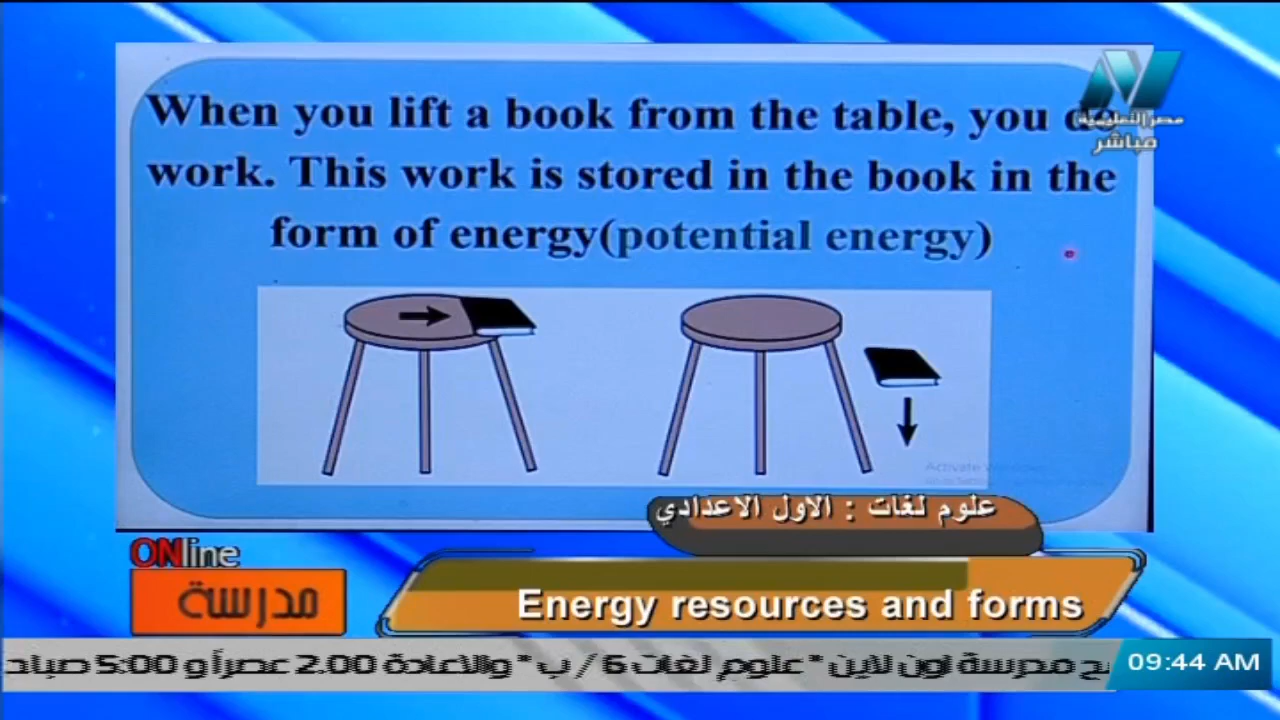 When you lift a book from the table, you
work. This work is stored in the book in the
form of energy(potential energy)
مصر التعليمية
مباشر
علوم لغات : الاول الاعدادي
ONline
مدرسة
Energy resources and forms
مدرسة اون لاين " علوم لغات 6 / ب " والاعادة 2.00 عصراً و 5:00
09:44 AM